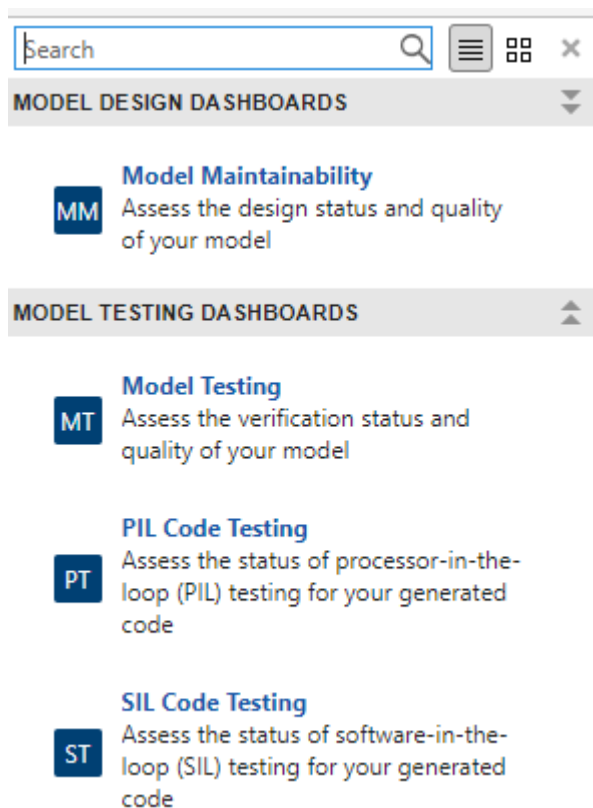 Search
MODEL DESIGN DASHBOARDS
Model Maintainability
MM
Assess the design status and quality
of your model
MODEL TESTING DASHBOARDS
Model Testing
MT
Assess the verification status and
quality of your model
PIL Code Testing
PT
Assess the status of processor-in-the-
loop (PIL) testing for your generated
code
SIL Code Testing
ST
Assess the status of software-in-the-
loop (SIL) testing for your generated
code